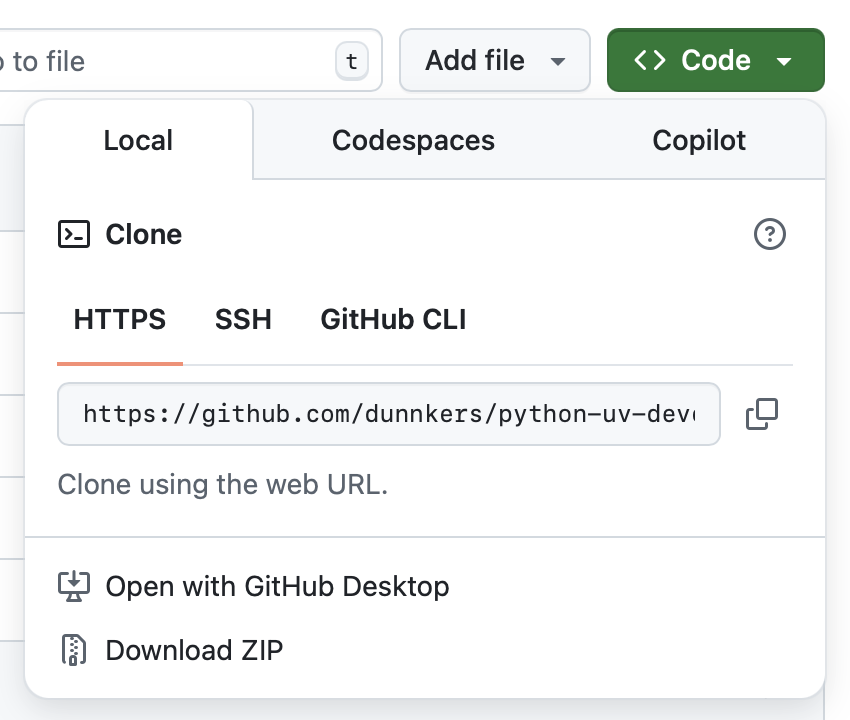 to file t Add file <> Code
Local Codespaces Copilot
Clone
HTTPS SSH GitHub CLI
https://github.com/dunnkers/python-uv-dev
Clone using the web URL.
Open with GitHub Desktop
Download ZIP